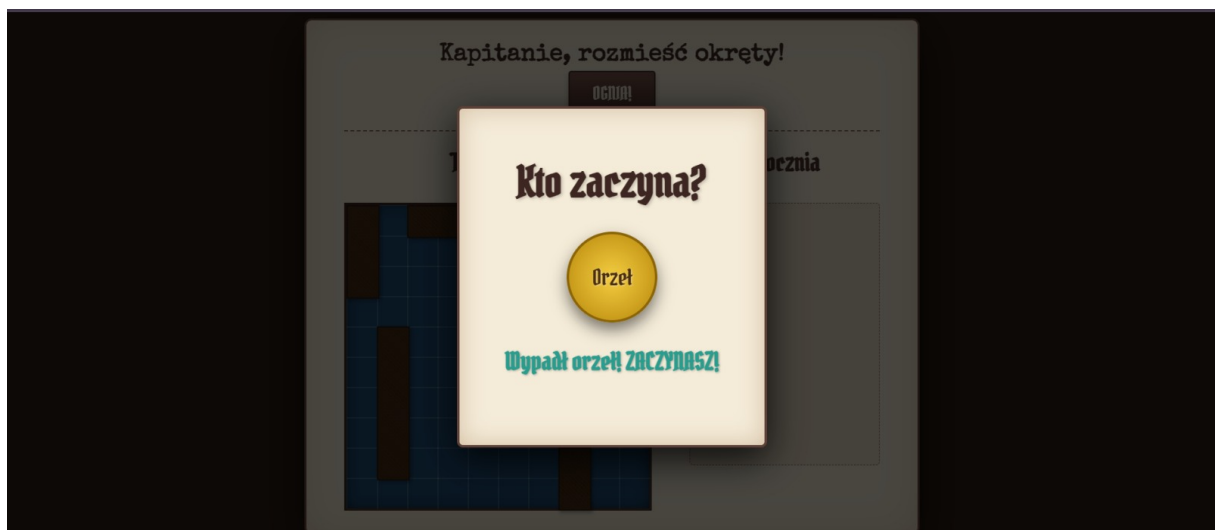 Kapitanie, rozmieść okręty!
OGNIA!
Kto zaczyna?
Orzeł
Wypadł orzeł! ZACZYNASZ!